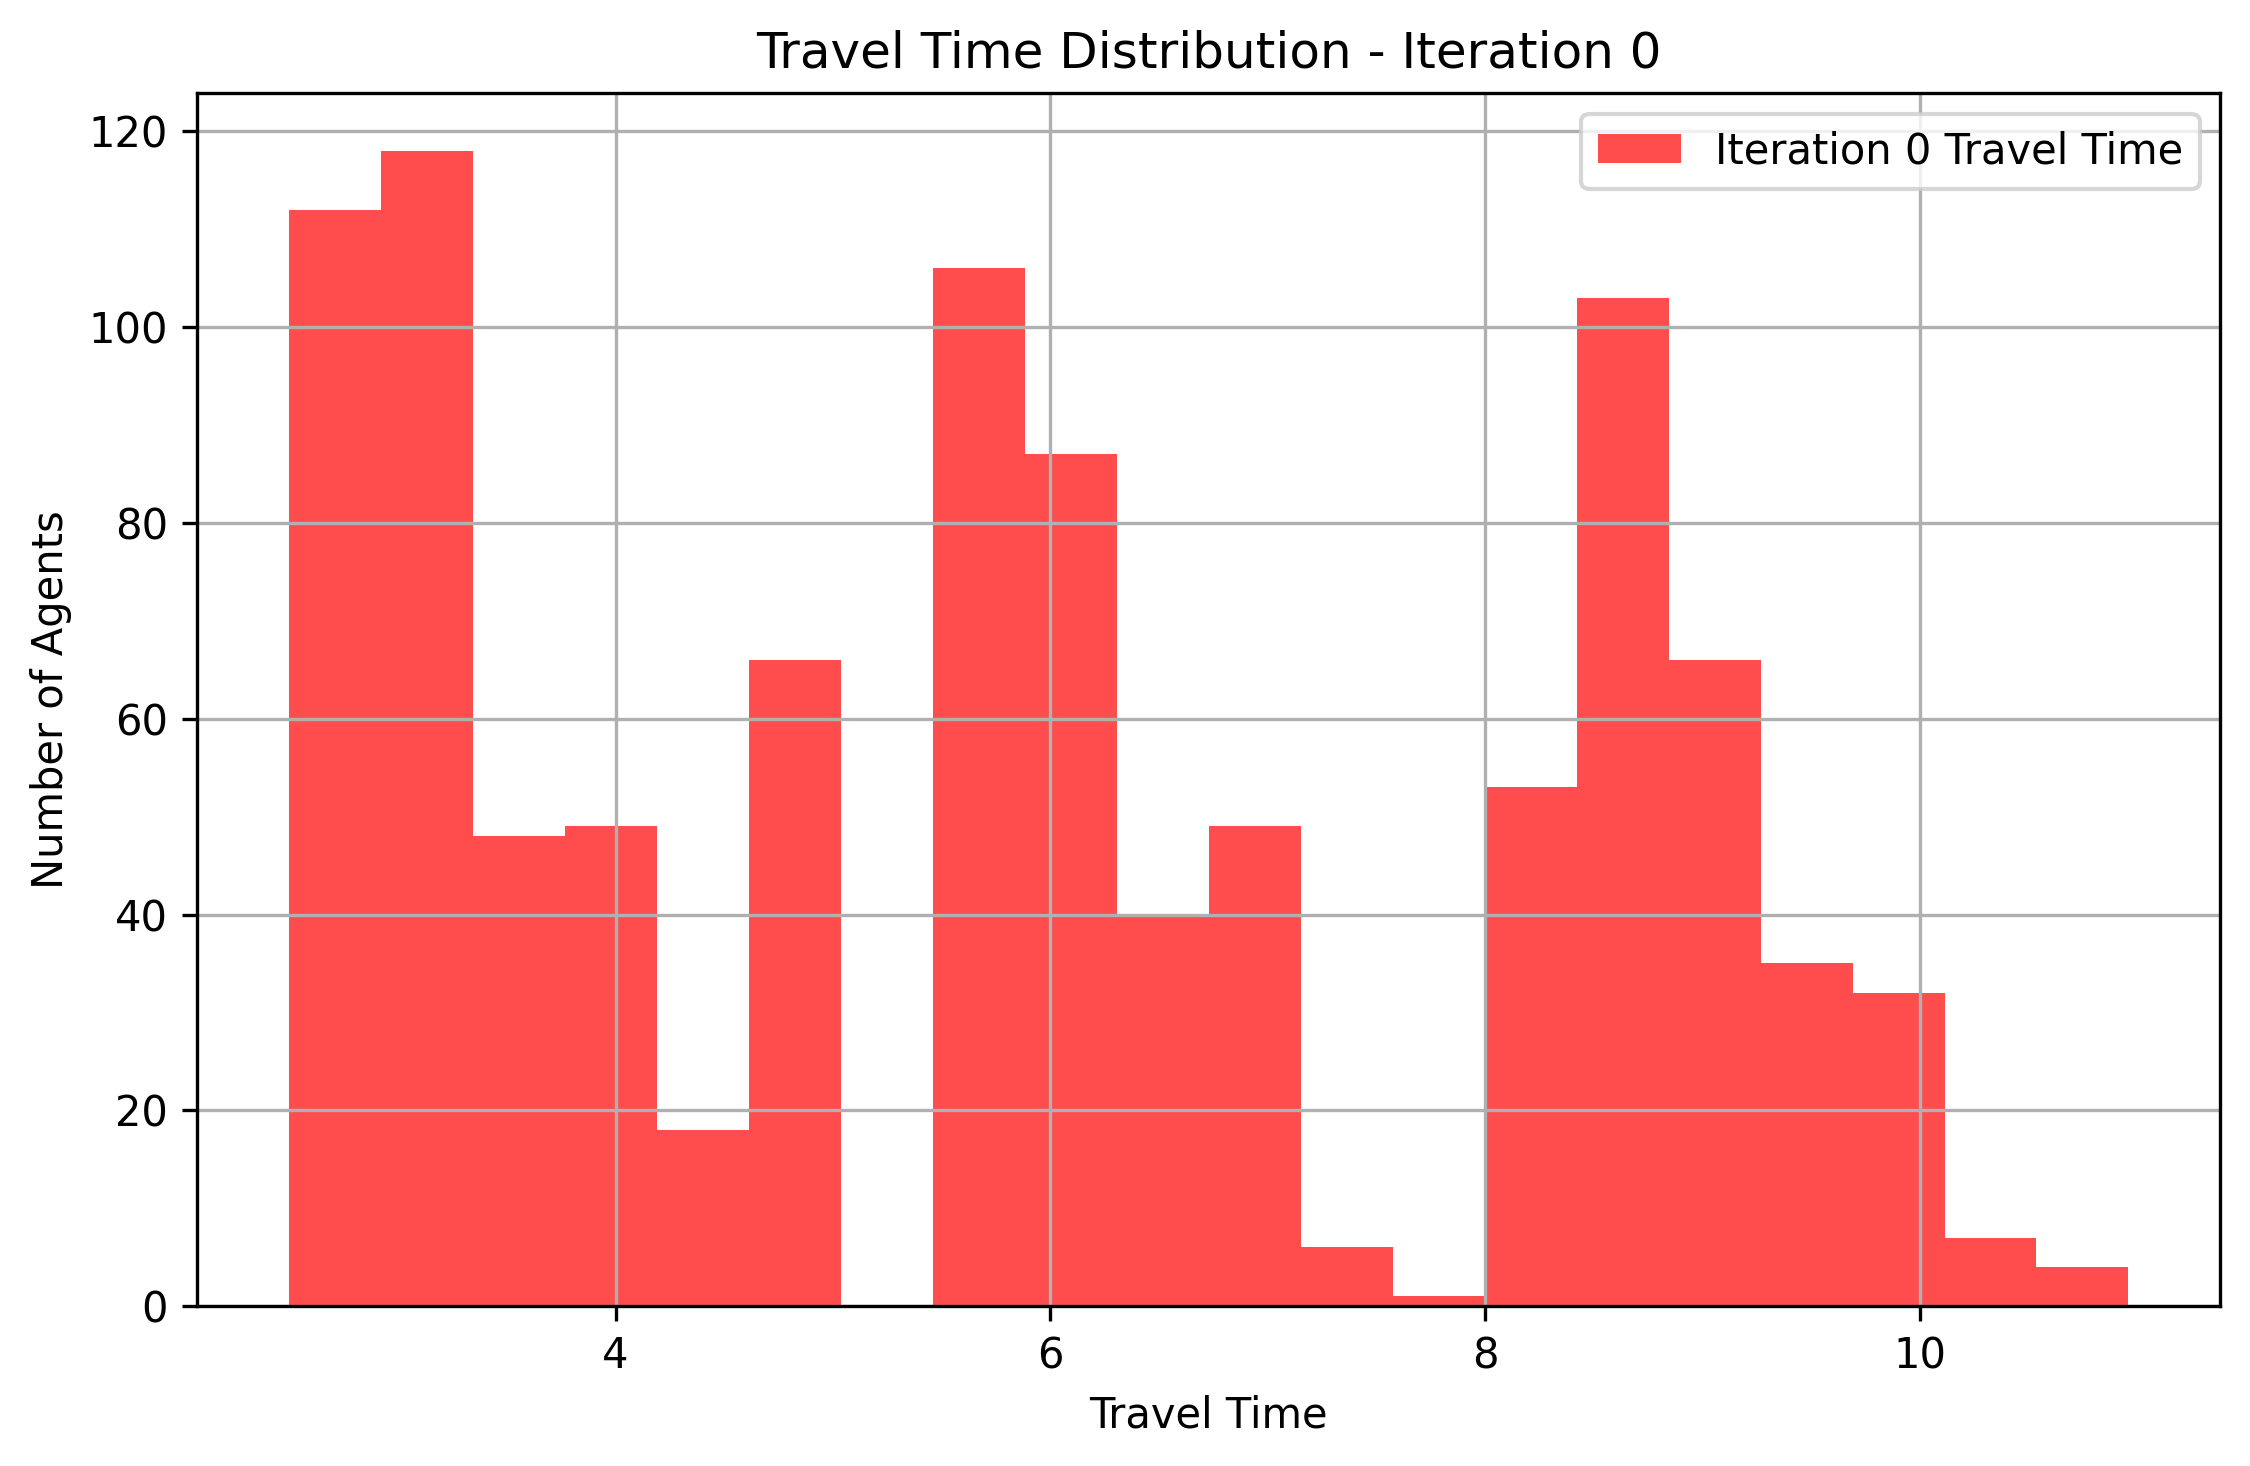 Travel Time Distribution - Iteration 0
Iteration 0 Travel Time
120
100
80
60
40
20
0
Number of Agents
4 6 8 10
Travel Time